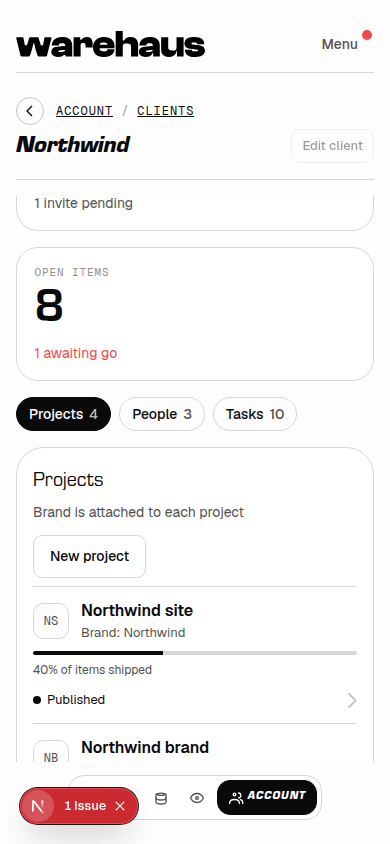 warehaus
Menu
ACCOUNT / CLIENTS
Northwind
Edit client
1 invite pending
OPEN ITEMS
8
1 awaiting go
Projects 4
People 3
Tasks 10
Projects
Brand is attached to each project
New project
NS
Northwind site
Brand: Northwind
40% of items shipped
Published
NB
Northwind brand
N
1 Issue
ACCOUNT